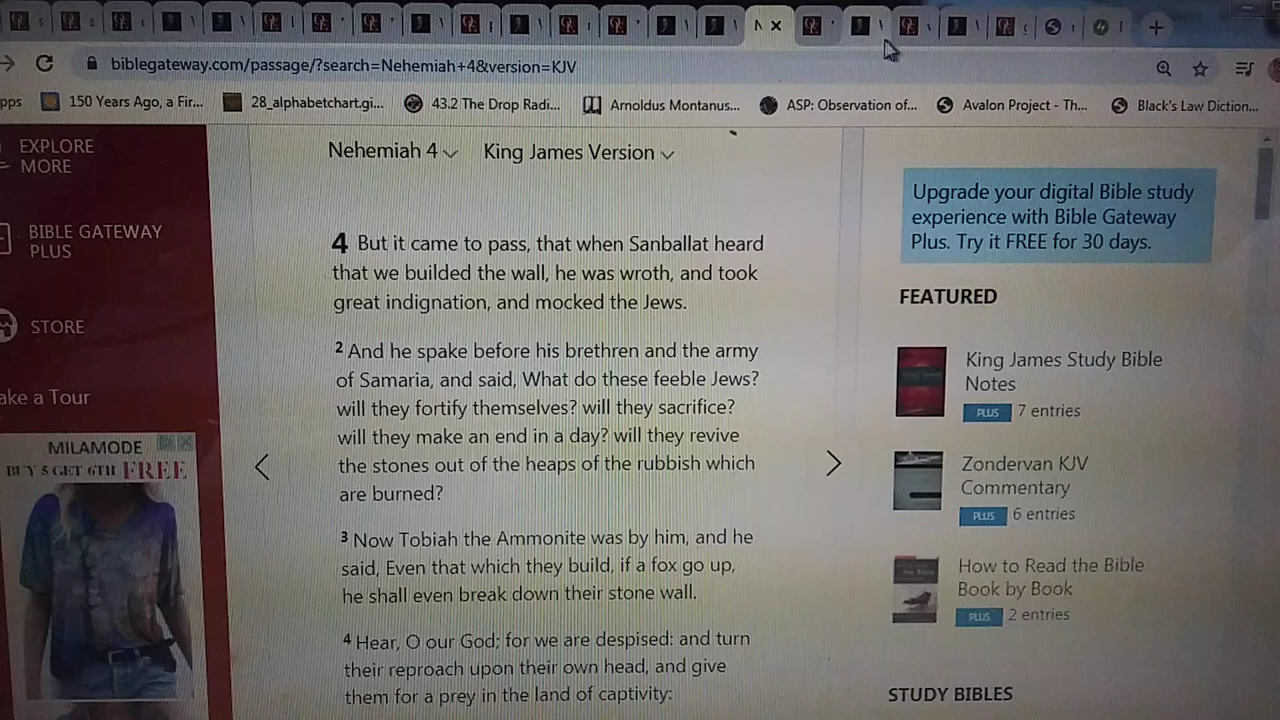 biblegateway.com/passage/?search=Nehemiah+4&version=KJV
pps 150 Years Ago, a Fir... 28_alphabetchart.gi... 43.2 The Drop Radi... Arnoldus Montanus... ASP: Observation of... Avalon Project - Th... Black's Law Diction...
EXPLORE
MORE
BIBLE GATEWAY
PLUS
STORE
ake a Tour
MILAMODE
BUY 5 GET 6TH FREE
Nehemiah 4 King James Version
4 But it came to pass, that when Sanballat heard
that we builded the wall, he was wroth, and took
great indignation, and mocked the Jews.
2 And he spake before his brethren and the army
of Samaria, and said, What do these feeble Jews?
will they fortify themselves? will they sacrifice?
will they make an end in a day? will they revive
the stones out of the heaps of the rubbish which
are burned?
3 Now Tobiah the Ammonite was by him, and he
said, Even that which they build, if a fox go up,
he shall even break down their stone wall.
4 Hear, O our God; for we are despised: and turn
their reproach upon their own head, and give
them for a prey in the land of captivity:
Upgrade your digital Bible study
experience with Bible Gateway
Plus. Try it FREE for 30 days.
FEATURED
King James Study Bible
Notes
PLUS 7 entries
Zondervan KJV
Commentary
PLUS 6 entries
How to Read the Bible
Book by Book
PLUS 2 entries
STUDY BIBLES